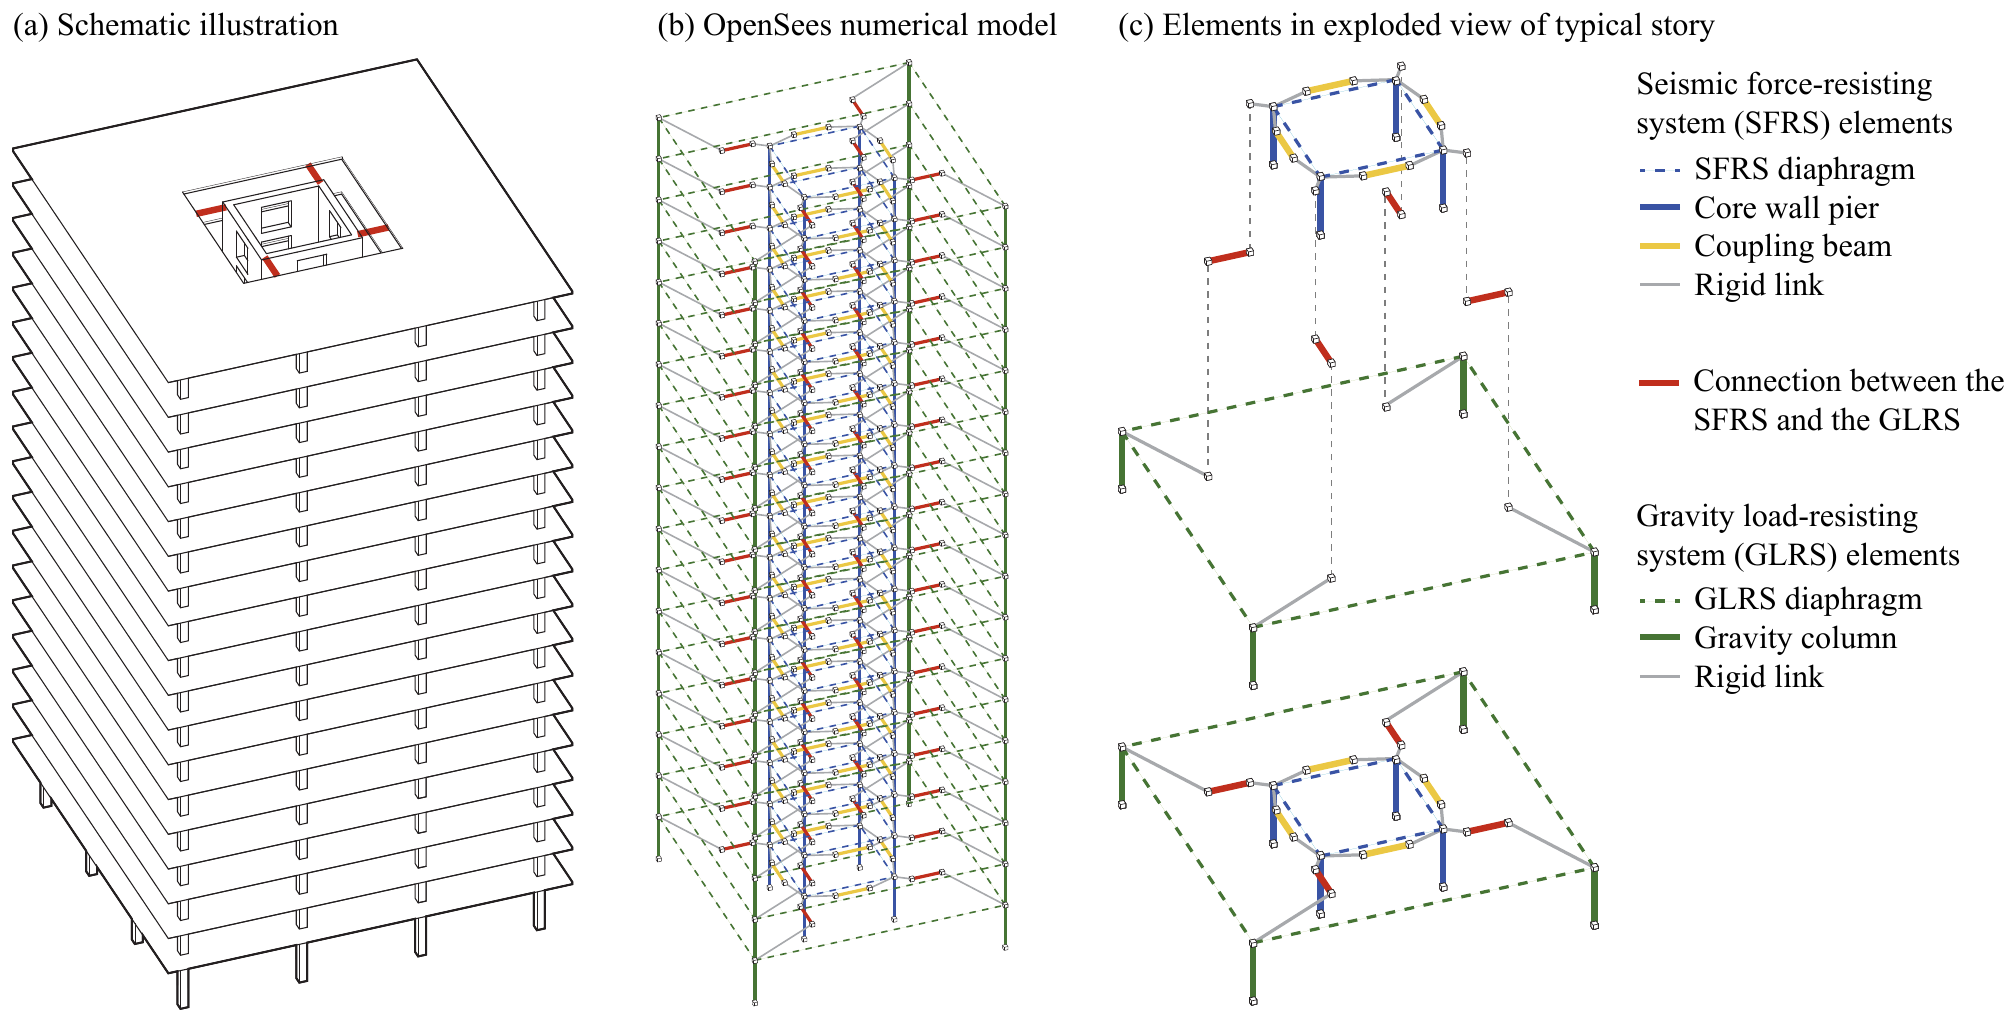 (a) Schematic illustration
(b) OpenSees numerical model
(c) Elements in exploded view of typical story
Seismic force-resisting
system (SFRS) elements
SFRS diaphragm
Core wall pier
Coupling beam
Rigid link
Connection between the
SFRS and the GLRS
Gravity load-resisting
system (GLRS) elements
GLRS diaphragm
Gravity column
Rigid link